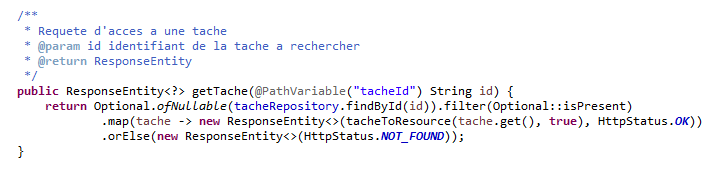 /**
 * Requete d'acces a une tache
 * @param id identifiant de la tache a rechercher
 * @return ResponseEntity
 */
public ResponseEntity<?> getTache(@PathVariable("tacheId") String id) {
    return Optional.ofNullable(tacheRepository.findById(id)).filter(Optional::isPresent)
            .map(tache -> new ResponseEntity<>(tacheToResource(tache.get(), true), HttpStatus.OK))
            .orElse(new ResponseEntity<>(HttpStatus.NOT_FOUND));
}